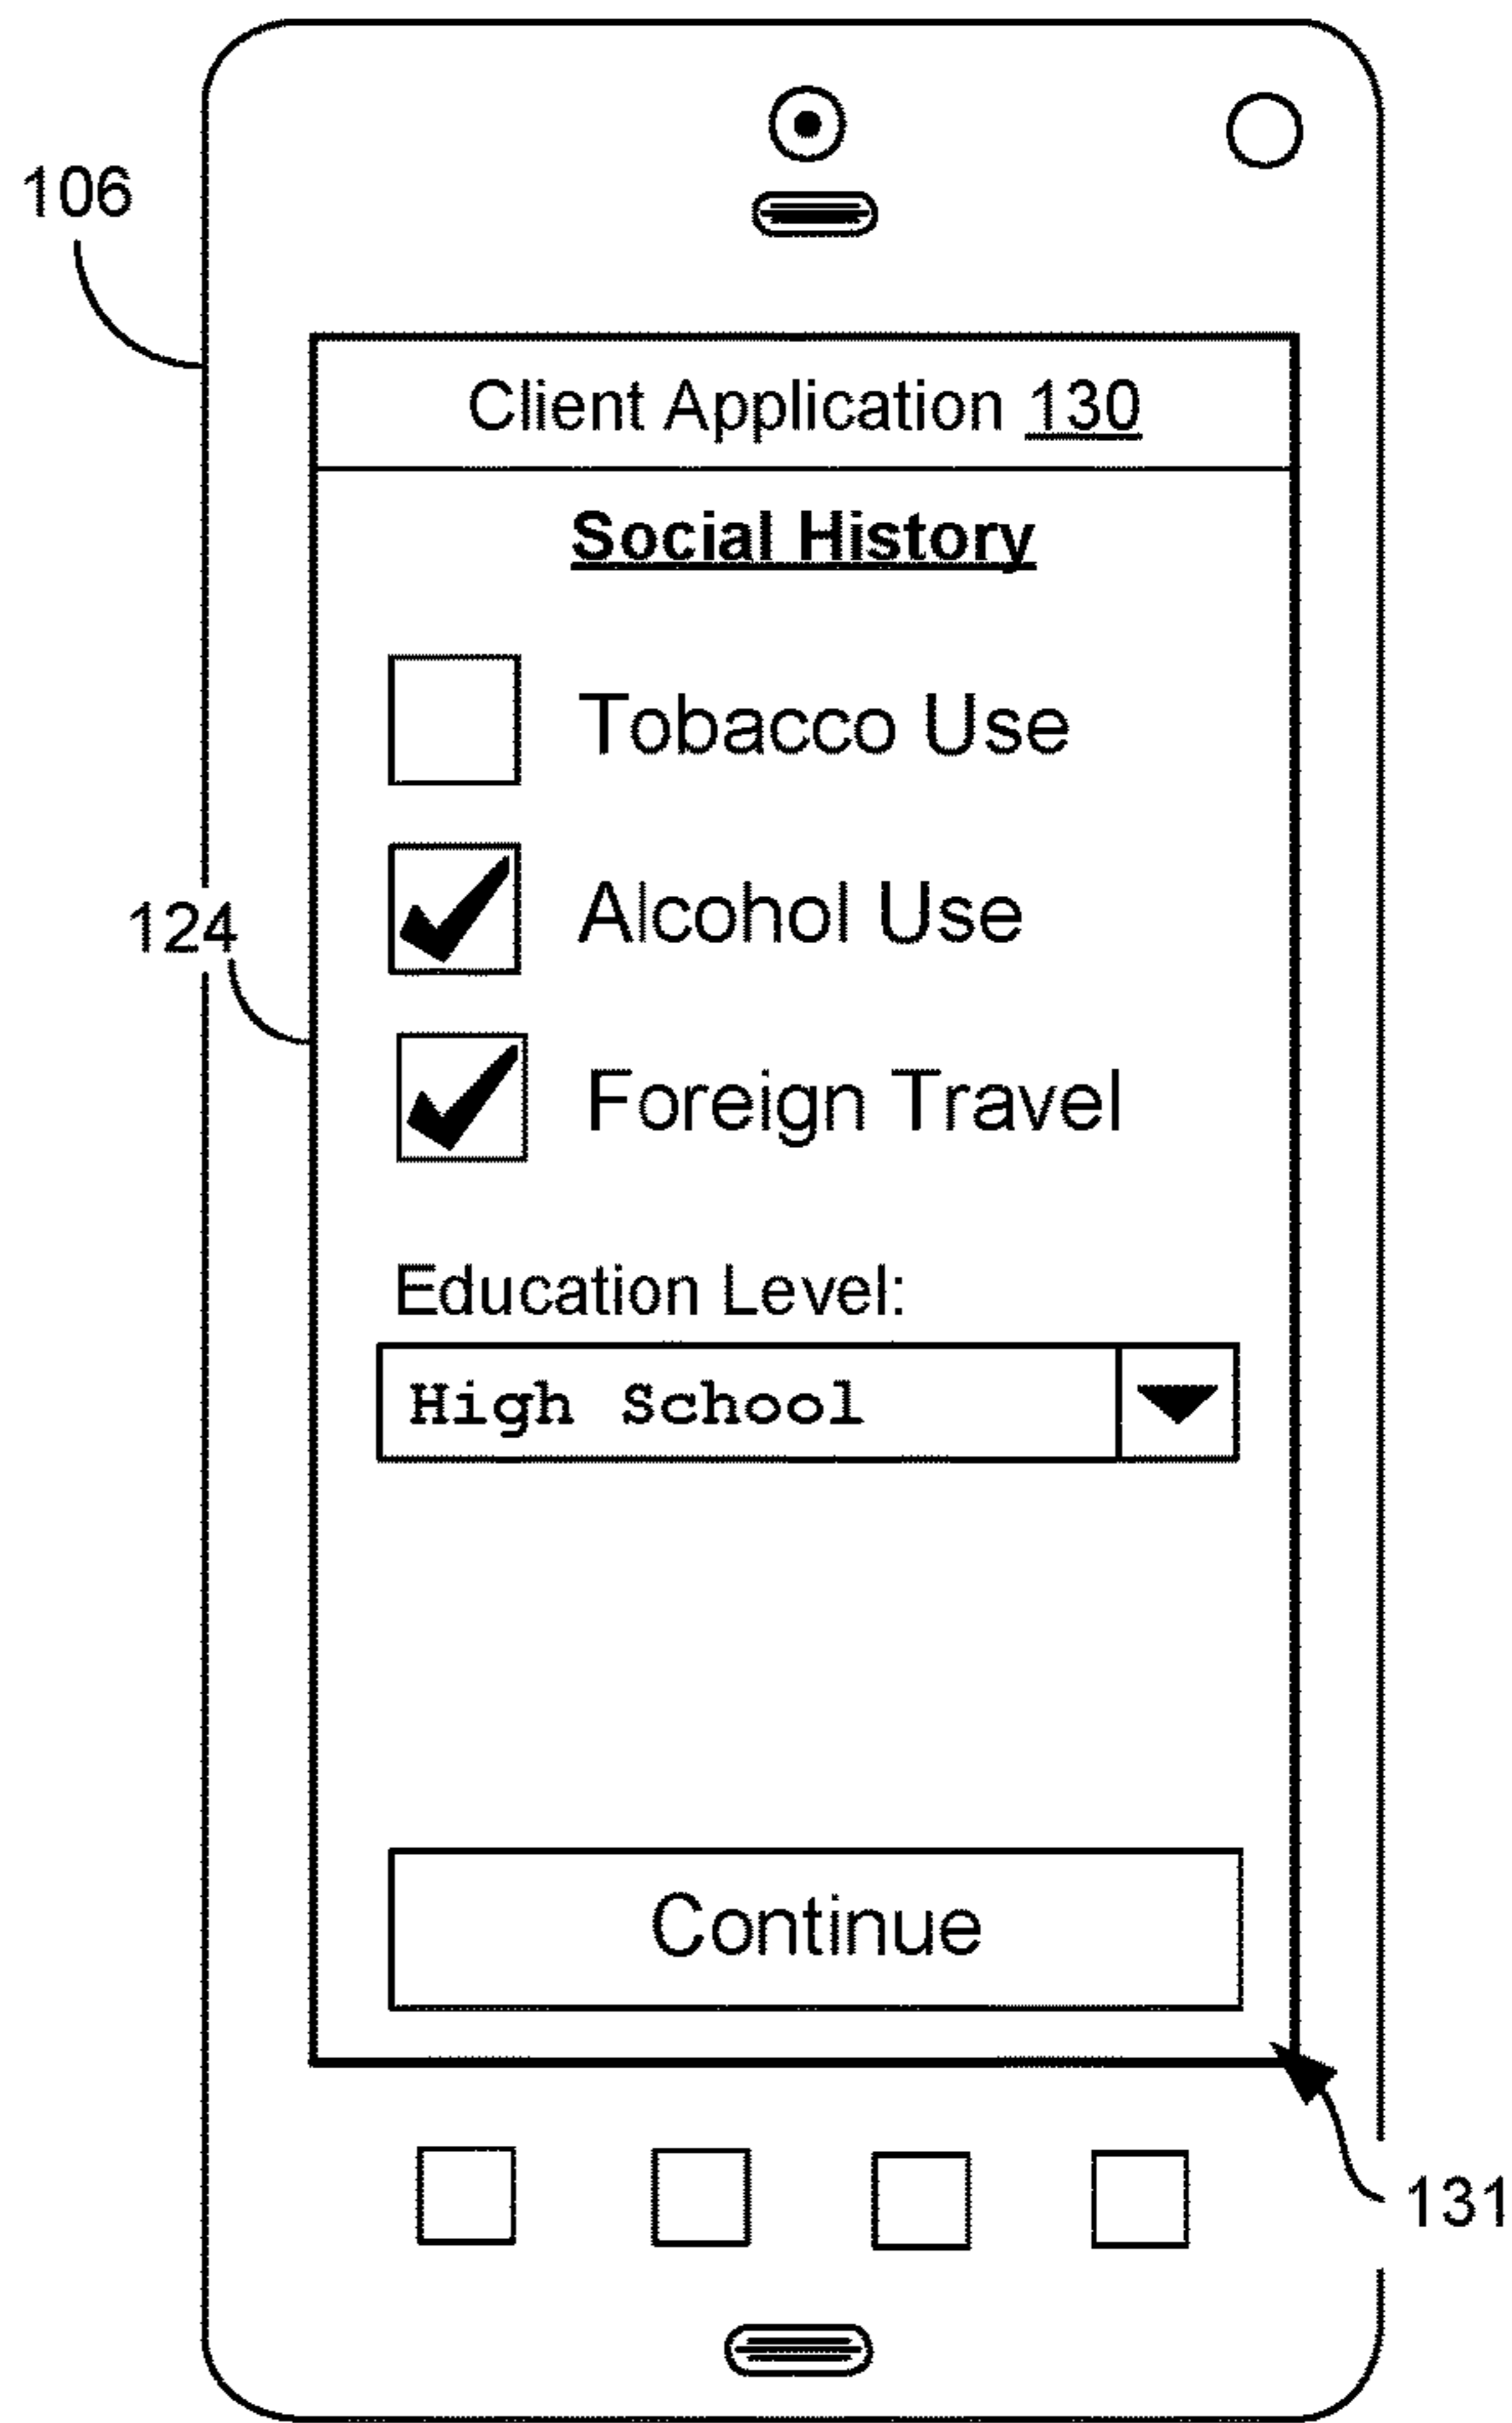 106
Client Application 130
Social History
Tobacco Use
124
Alcohol Use
Foreign Travel
Education Level:
High School
Continue
131